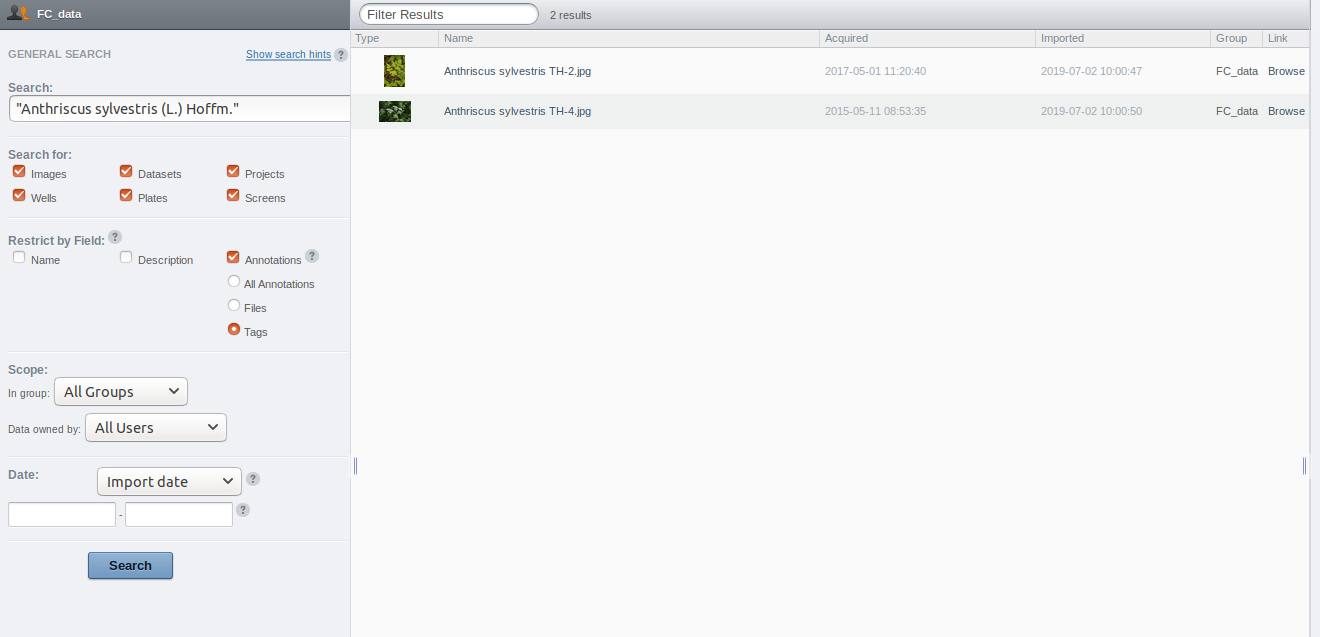 FC_data
GENERAL SEARCH Show search hints ?
Search:
"Anthriscus sylvestris (L.) Hoffm."
Search for:
Images Datasets Projects
Wells Plates Screens
Restrict by Field: ?
Name Description Annotations ?
All Annotations
Files
Tags
Scope:
In group: All Groups
Data owned by: All Users
Date: Import date ?
- ?
Search
Filter Results 2 results
Type Name Acquired Imported Group Link
Anthriscus sylvestris TH-2.jpg 2017-05-01 11:20:40 2019-07-02 10:00:47 FC_data Browse
Anthriscus sylvestris TH-4.jpg 2015-05-11 08:53:35 2019-07-02 10:00:50 FC_data Browse